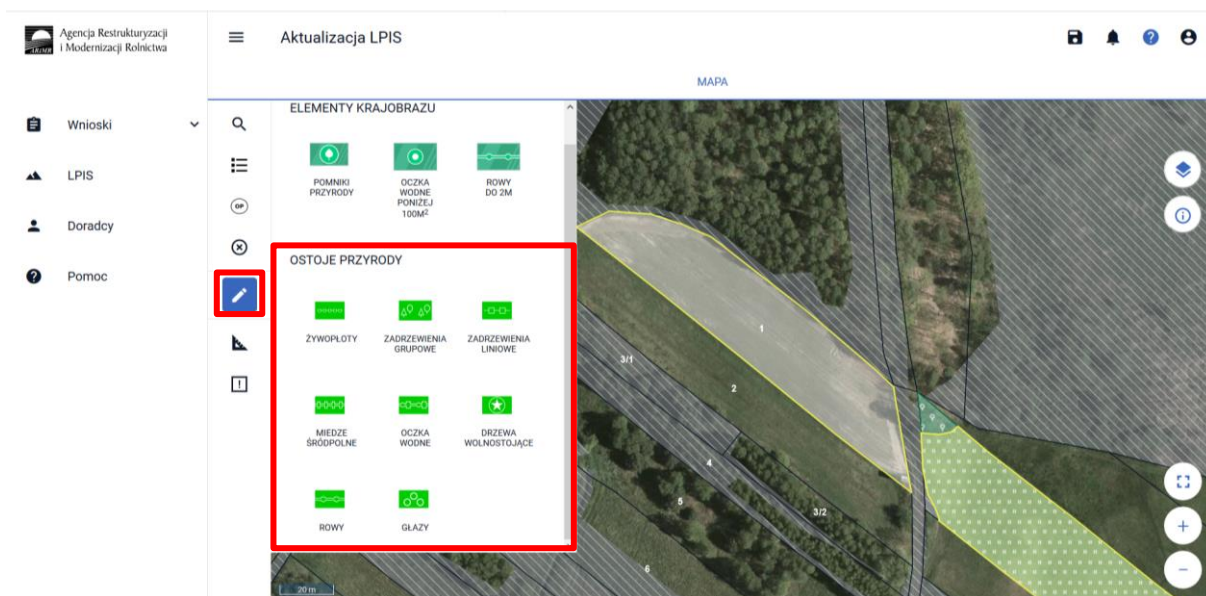 Agencja Restrukturyzacji
i Modernizacji Rolnictwa
ARiMR
Aktualizacja LPIS
MAPA
Wnioski
LPIS
Doradcy
Pomoc
OP
ELEMENTY KRAJOBRAZU
POMNIKI
PRZYRODY
OCZKA
WODNE
PONIŻEJ
100M²
ROWY
DO 2M
OSTOJE PRZYRODY
ŻYWOPŁOTY
ZADRZEWIENIA
GRUPOWE
ZADRZEWIENIA
LINIOWE
MIEDZE
ŚRÓDPOLNE
OCZKA
WODNE
DRZEWA
WOLNOSTOJĄCE
ROWY
GŁAZY
1
3/1
2
4
5
3/2
6
20 m